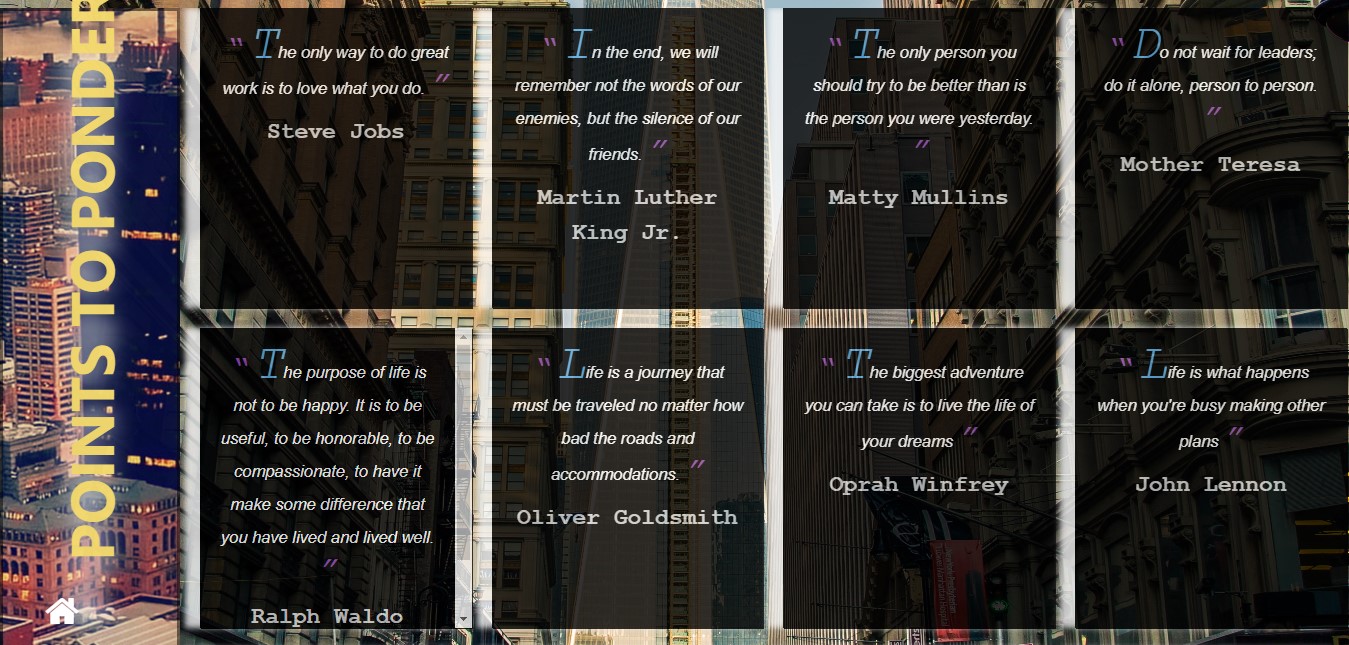 POINTS TO PONDER
" The only way to do great
work is to love what you do. "
Steve Jobs
" In the end, we will
remember not the words of our
enemies, but the silence of our
friends. "
Martin Luther
King Jr.
" The only person you
should try to be better than is
the person you were yesterday.
"
Matty Mullins
" Do not wait for leaders;
do it alone, person to person.
"
Mother Teresa
" The purpose of life is
not to be happy. It is to be
useful, to be honorable, to be
compassionate, to have it
make some difference that
you have lived and lived well.
"
Ralph Waldo
" Life is a journey that
must be traveled no matter how
bad the roads and
accommodations. "
Oliver Goldsmith
" The biggest adventure
you can take is to live the life of
your dreams "
Oprah Winfrey
" Life is what happens
when you're busy making other
plans "
John Lennon